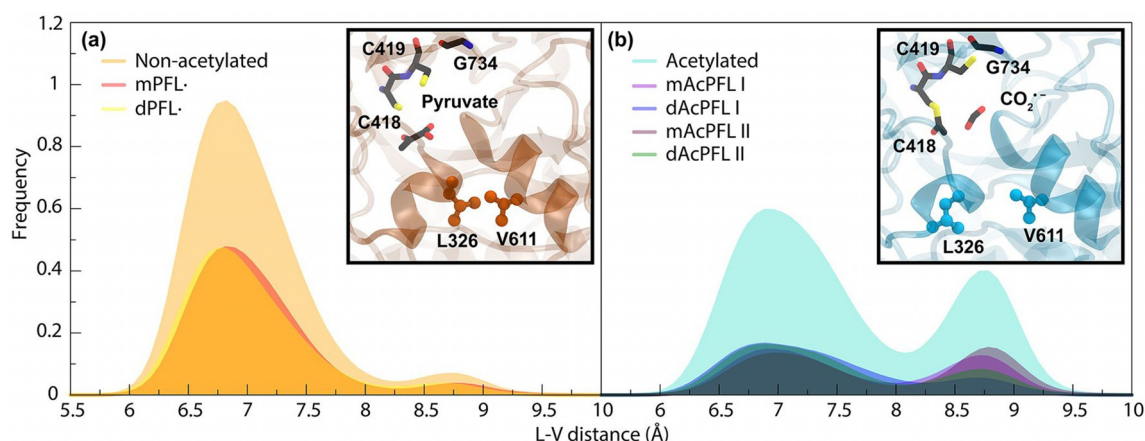 (a)
Non-acetylated
mPFL·
dPFL·
C419
G734
Pyruvate
C418
L326
V611
(b)
Acetylated
mAcPFL I
dAcPFL I
mAcPFL II
dAcPFL II
C419
G734
CO₂·⁻
C418
L326
V611
Frequency
1.2
1
0.8
0.6
0.4
0.2
0
5.5 6 6.5 7 7.5 8 8.5 9 9.5 10 6 6.5 7 7.5 8 8.5 9 9.5 10
L-V distance (Å)